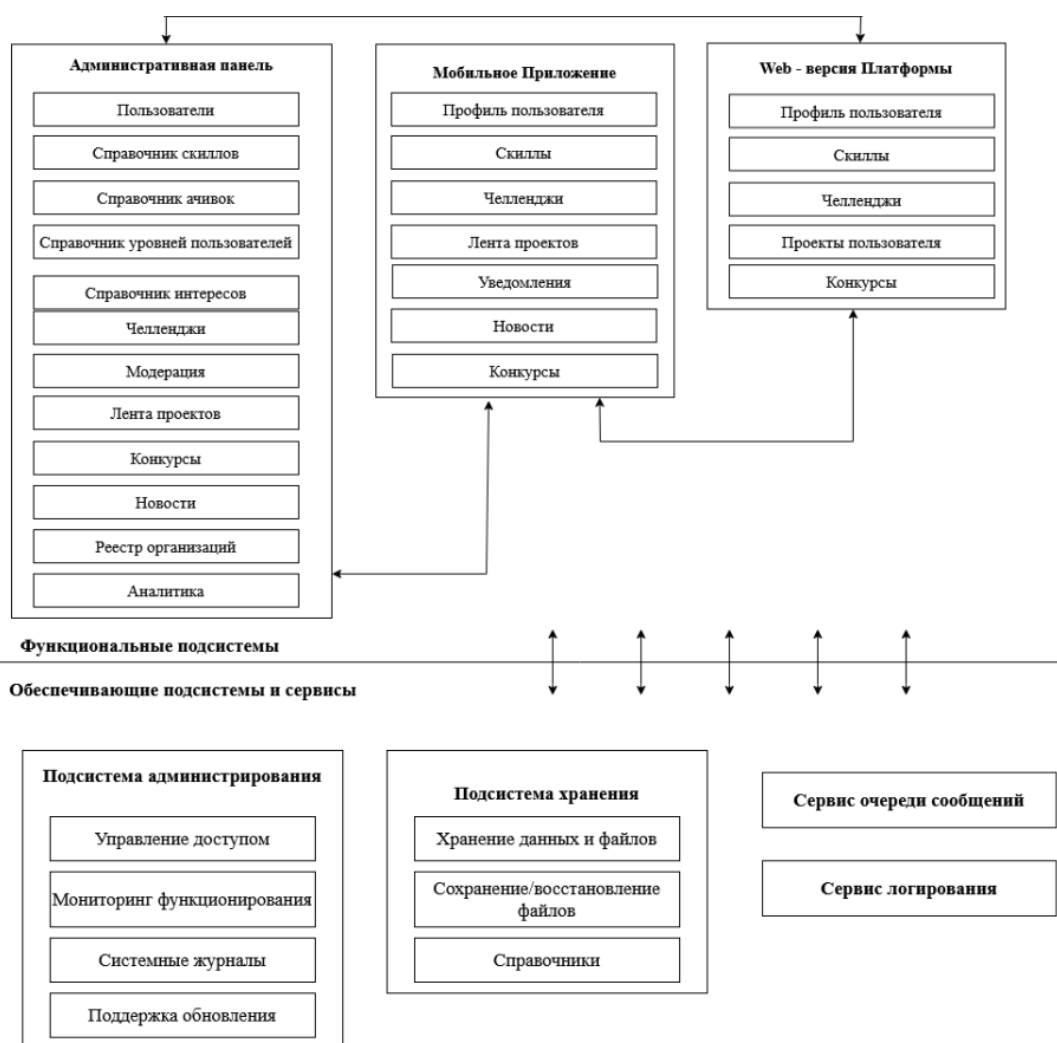 Административная панель
Пользователи
Справочник скиллов
Справочник ачивок
Справочник уровней пользователей
Справочник интересов
Челленджи
Модерация
Лента проектов
Конкурсы
Новости
Реестр организаций
Аналитика
Мобильное Приложение
Профиль пользователя
Скиллы
Челленджи
Лента проектов
Уведомления
Новости
Конкурсы
Web - версия Платформы
Профиль пользователя
Скиллы
Челленджи
Проекты пользователя
Конкурсы
Функциональные подсистемы
Обеспечивающие подсистемы и сервисы
Подсистема администрирования
Управление доступом
Мониторинг функционирования
Системные журналы
Поддержка обновления
Подсистема хранения
Хранение данных и файлов
Сохранение/восстановление
файлов
Справочники
Сервис очереди сообщений
Сервис логирования